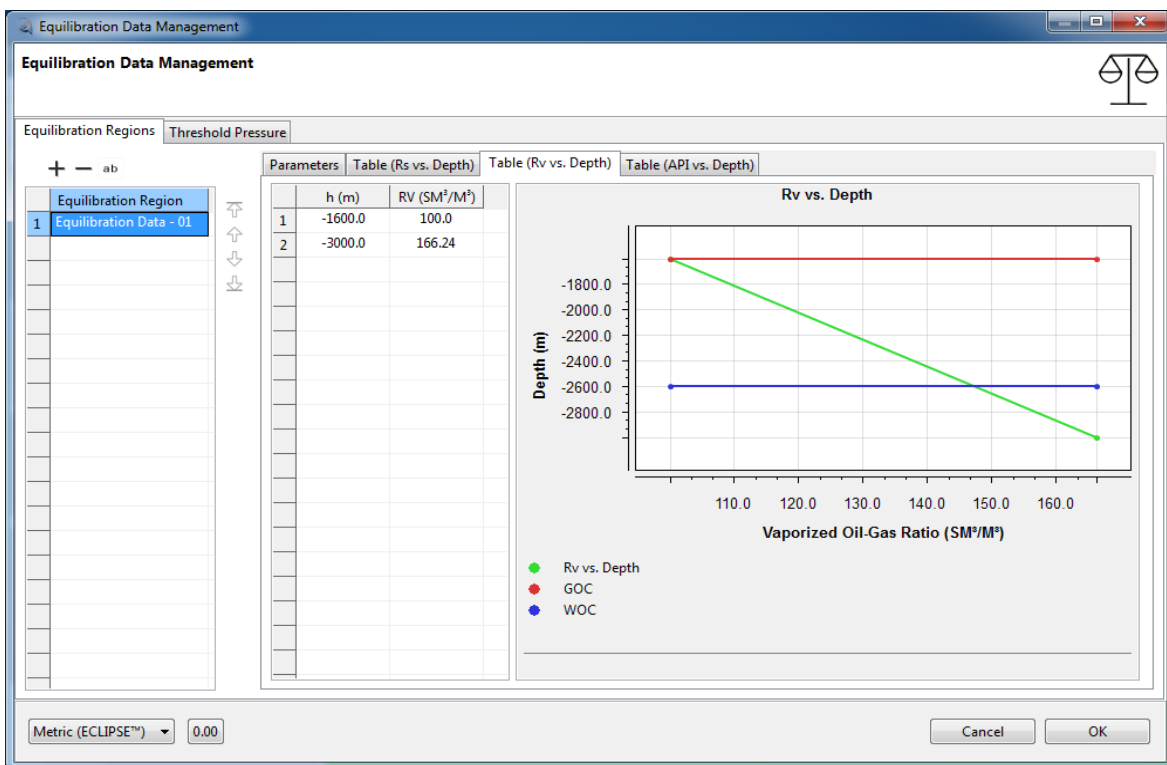 Equilibration Data Management
Equilibration Data Management
Equilibration Regions Threshold Pressure
ab
Parameters Table (Rs vs. Depth) Table (Rv vs. Depth) Table (API vs. Depth)
Equilibration Region
1 Equilibration Data - 01
h (m) RV (SM³/M³)
1 -1600.0 100.0
2 -3000.0 166.24
Rv vs. Depth
Depth (m)
-1800.0
-2000.0
-2200.0
-2400.0
-2600.0
-2800.0
110.0 120.0 130.0 140.0 150.0 160.0
Vaporized Oil-Gas Ratio (SM³/M³)
Rv vs. Depth
GOC
WOC
Metric (ECLIPSE™) 0.00 Cancel OK